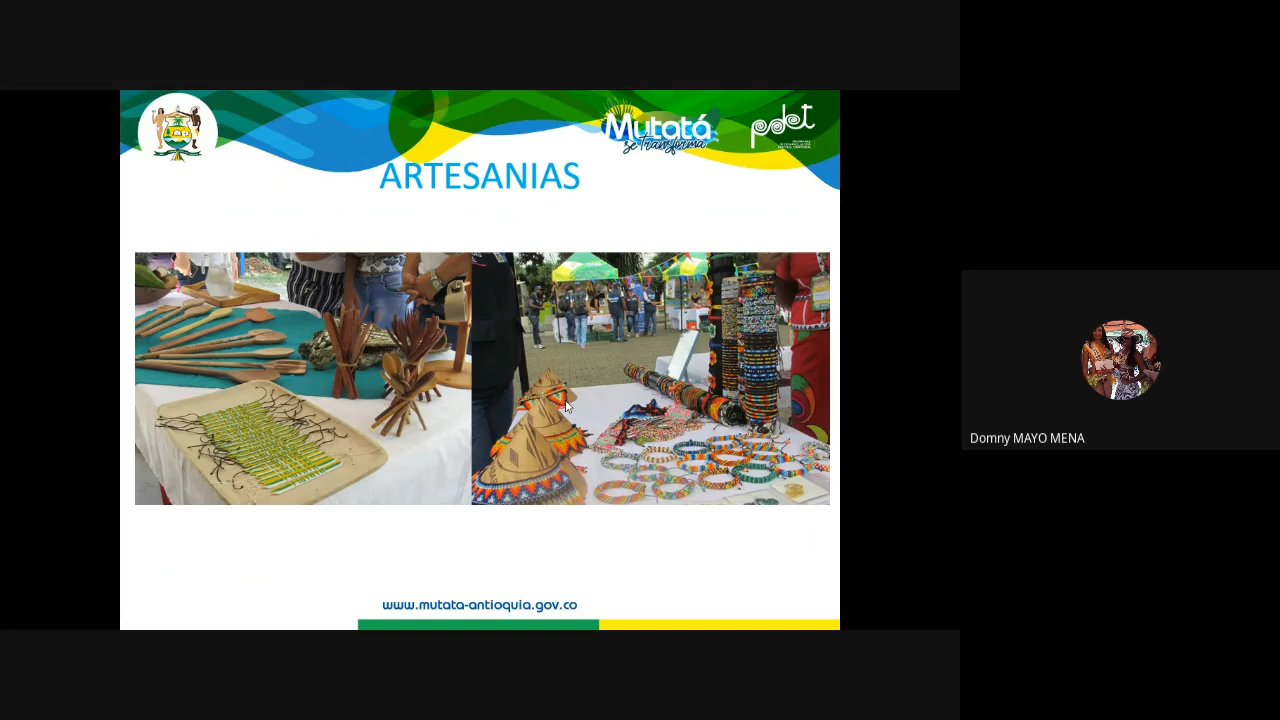 Mutatá
se transforma
pdet
ARTESANIAS
www.mutata-antioquia.gov.co
Domny MAYO MENA